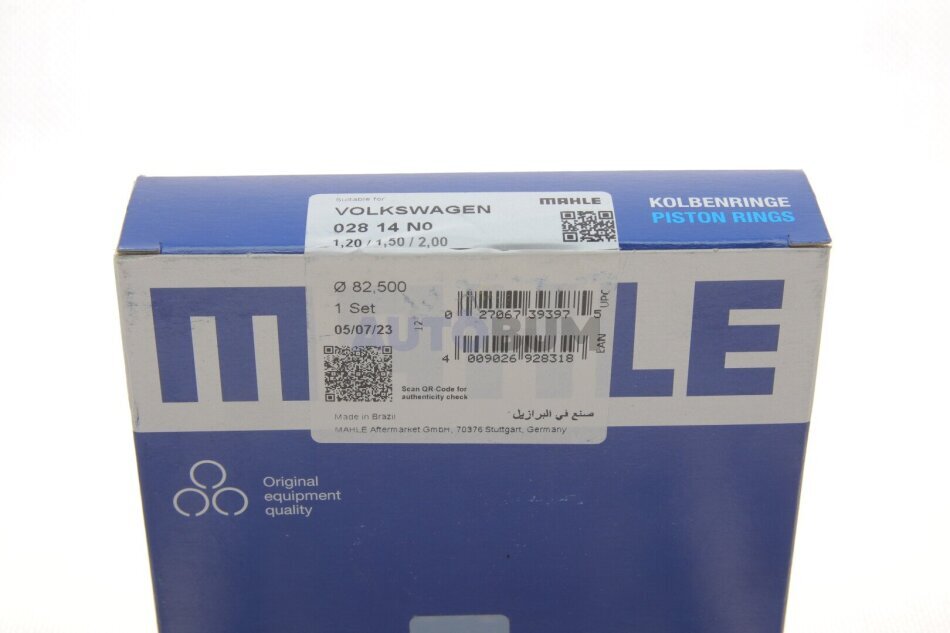 Suitable for
MAHLE
KOLBENRINGE
PISTON RINGS
VOLKSWAGEN
028 14 N0
1,20 / 1,50 / 2,00
Ø 82,500
1 Set
05/07/23
12
0 27067 39397 5
UPC
4 009026 928318
EAN
AUTOBUM
MAHLE
Scan QR-Code for
authenticity check
Made in Brazil
صنع في البرازيل
MAHLE Aftermarket GmbH, 70376 Stuttgart, Germany
Original
equipment
quality